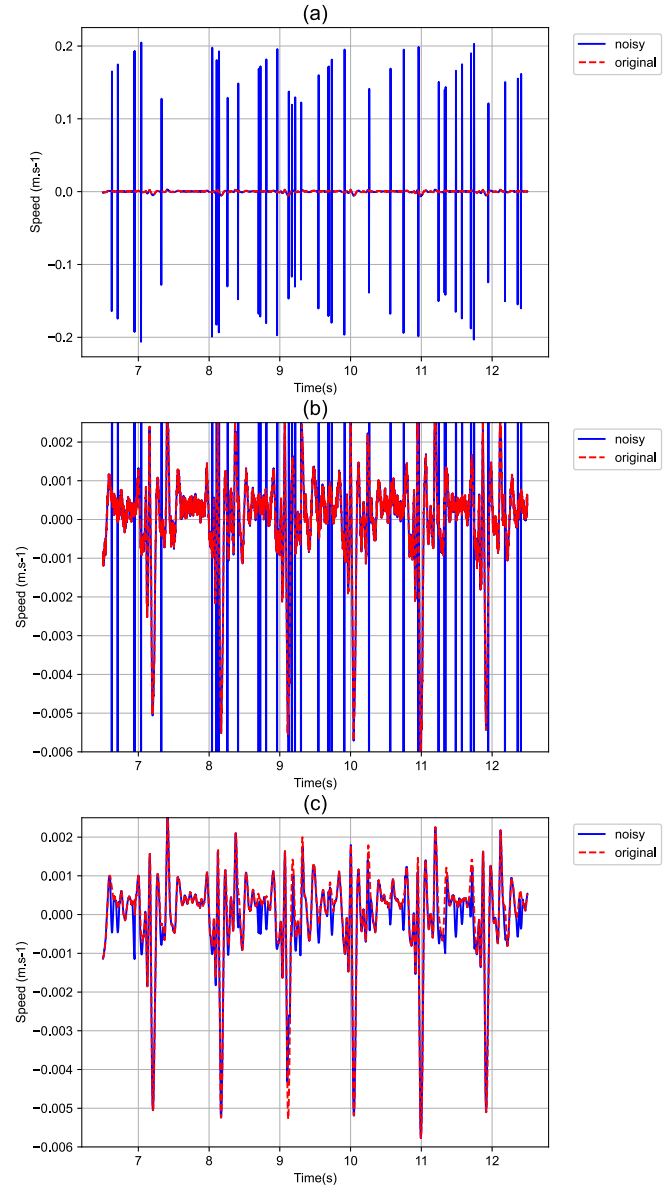 (a)
0.2
0.1
0.0
−0.1
−0.2
Speed (m.s-1)
7 8 9 10 11 12
Time(s)
noisy
original
(b)
0.002
0.001
0.000
−0.001
−0.002
−0.003
−0.004
−0.005
−0.006
Speed (m.s-1)
7 8 9 10 11 12
Time(s)
noisy
original
(c)
0.002
0.001
0.000
−0.001
−0.002
−0.003
−0.004
−0.005
−0.006
Speed (m.s-1)
7 8 9 10 11 12
Time(s)
noisy
original